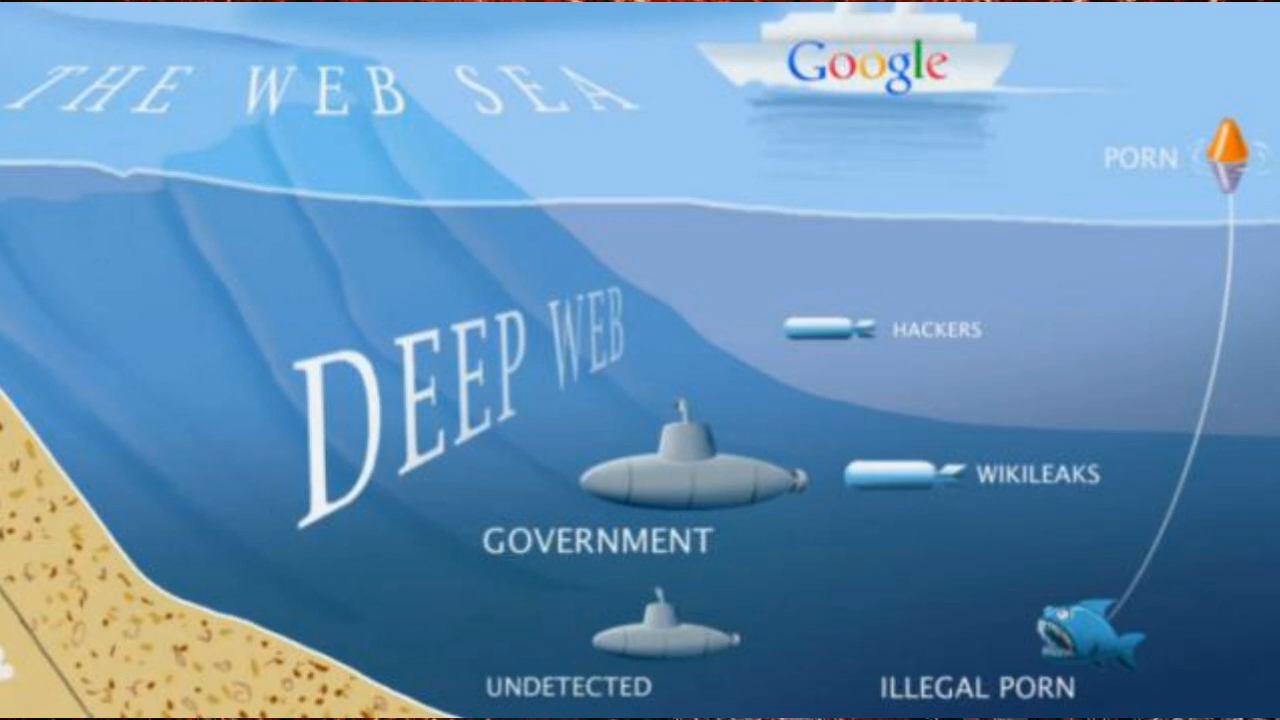 THE WEB SEA
Google
PORN
DEEP WEB
HACKERS
WIKILEAKS
GOVERNMENT
UNDETECTED
ILLEGAL PORN